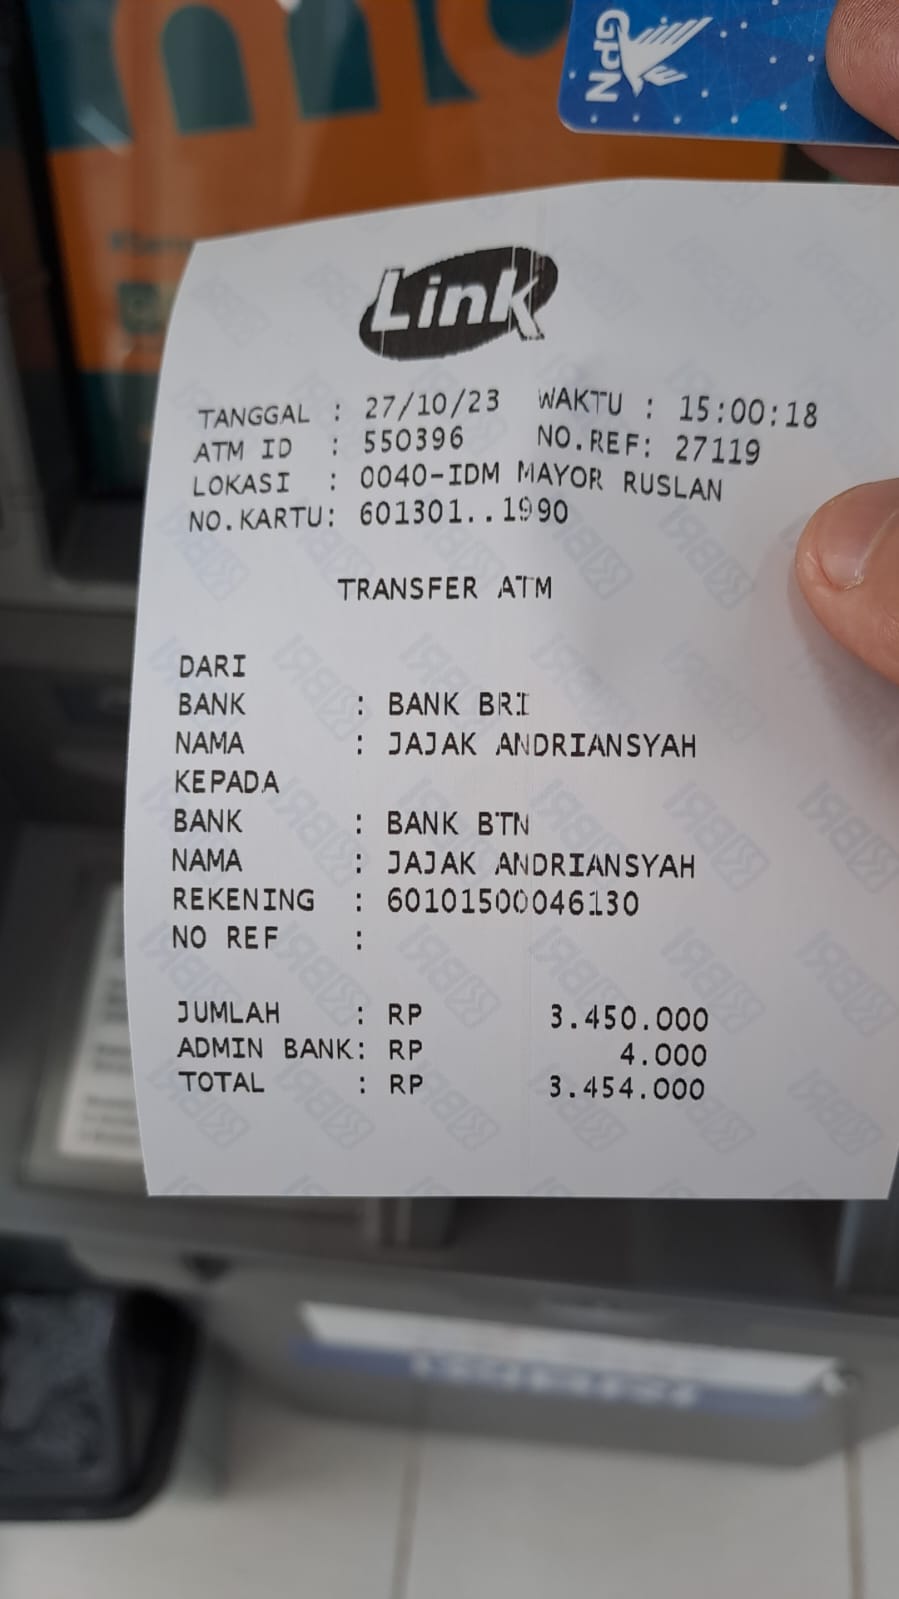 GPN
Link
TANGGAL : 27/10/23 WAKTU : 15:00:18
ATM ID : 550396 NO.REF: 27119
LOKASI : 0040-IDM MAYOR RUSLAN
NO.KARTU: 601301..1990
TRANSFER ATM
DARI
BANK : BANK BRI
NAMA : JAJAK ANDRIANSYAH
KEPADA
BANK : BANK BTN
NAMA : JAJAK ANDRIANSYAH
REKENING : 60101500046130
NO REF :
JUMLAH : RP 3.450.000
ADMIN BANK: RP 4.000
TOTAL : RP 3.454.000